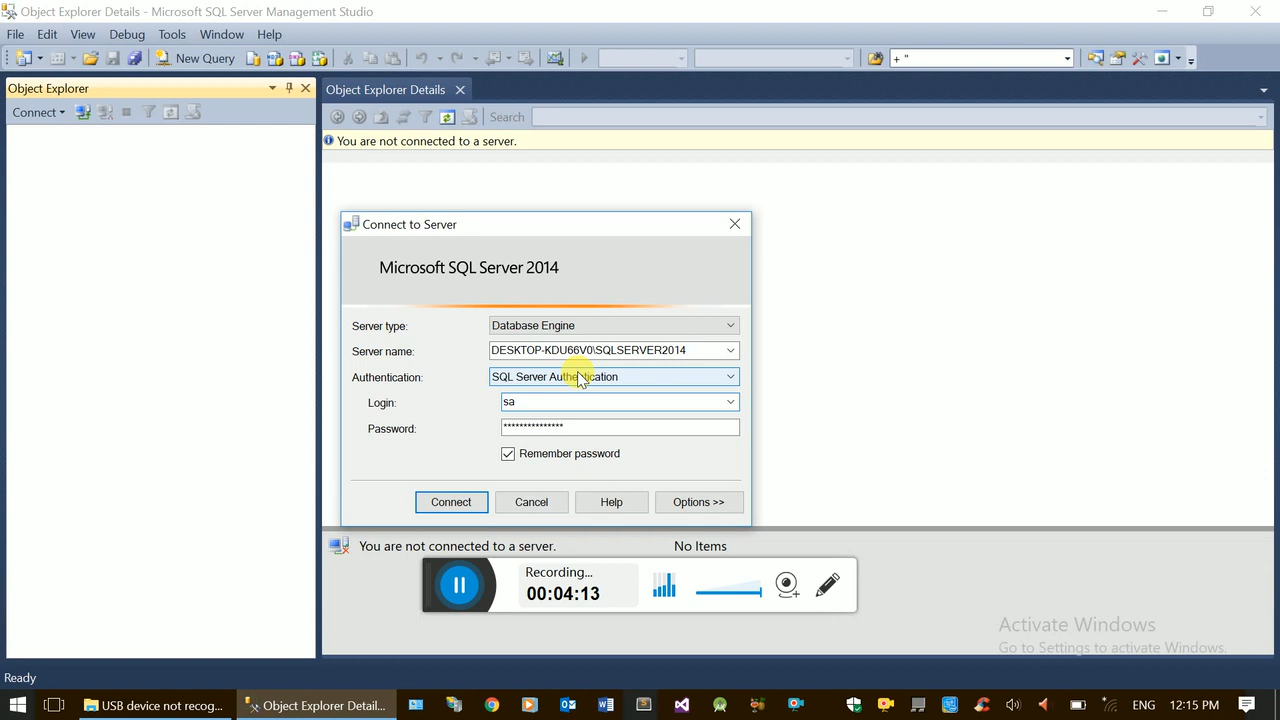 Object Explorer Details - Microsoft SQL Server Management Studio
File Edit View Debug Tools Window Help
New Query + "
Object Explorer
Object Explorer Details
Connect
Search
You are not connected to a server.
Connect to Server
Microsoft SQL Server 2014
Server type: Database Engine
Server name: DESKTOP-KDU66V0\SQLSERVER2014
Authentication: SQL Server Authentication
Login: sa
Password: ***************
Remember password
Connect Cancel Help Options >>
You are not connected to a server. No Items
Recording...
00:04:13
Activate Windows
Go to Settings to activate Windows.
Ready
USB device not recog... Object Explorer Detail... ENG 12:15 PM